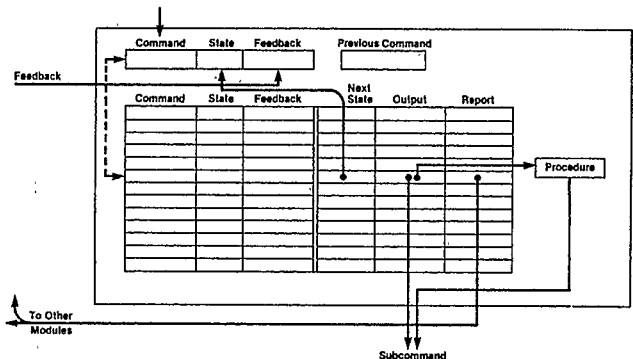 Command State Feedback Previous Command
Feedback
Command State Feedback Next State Output Report
Procedure
To Other
Modules
Subcommand